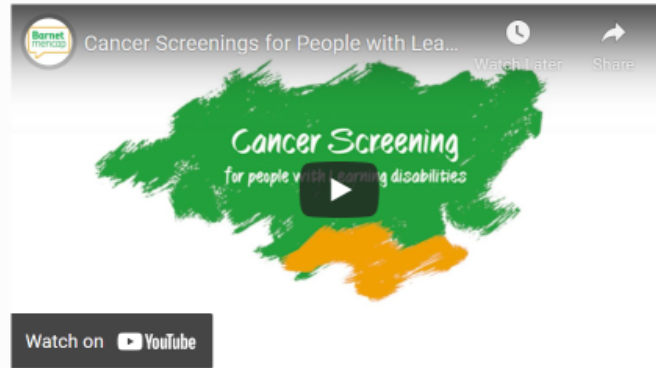 Barnet
mencap
Cancer Screenings for People with Lea...
Watch Later
Share
Cancer Screening
for people with Learning disabilities
Watch on YouTube